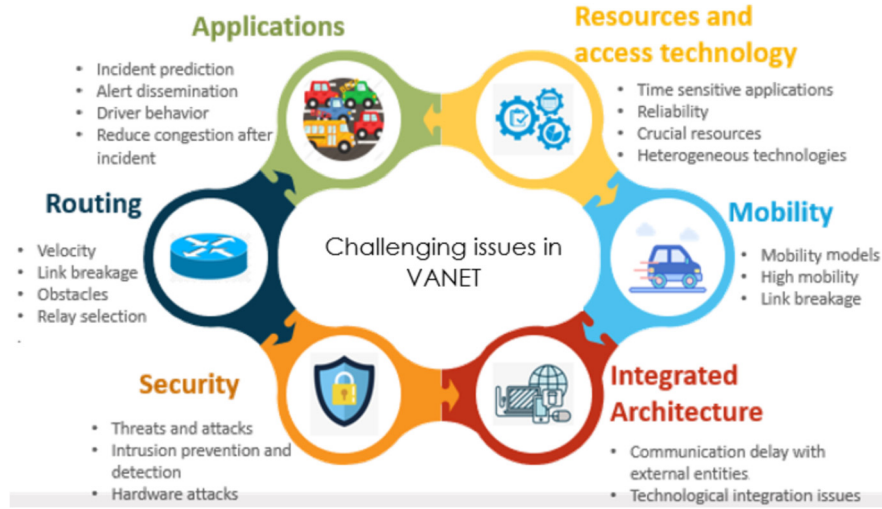 Applications
• Incident prediction
• Alert dissemination
• Driver behavior
• Reduce congestion after
incident
Resources and
access technology
• Time sensitive applications
• Reliability
• Crucial resources
• Heterogeneous technologies
Routing
• Velocity
• Link breakage
• Obstacles
• Relay selection
.
Challenging issues in
VANET
Mobility
• Mobility models
• High mobility
• Link breakage
Security
• Threats and attacks
• Intrusion prevention and
detection
• Hardware attacks
Integrated
Architecture
• Communication delay with
external entities
• Technological integration issues